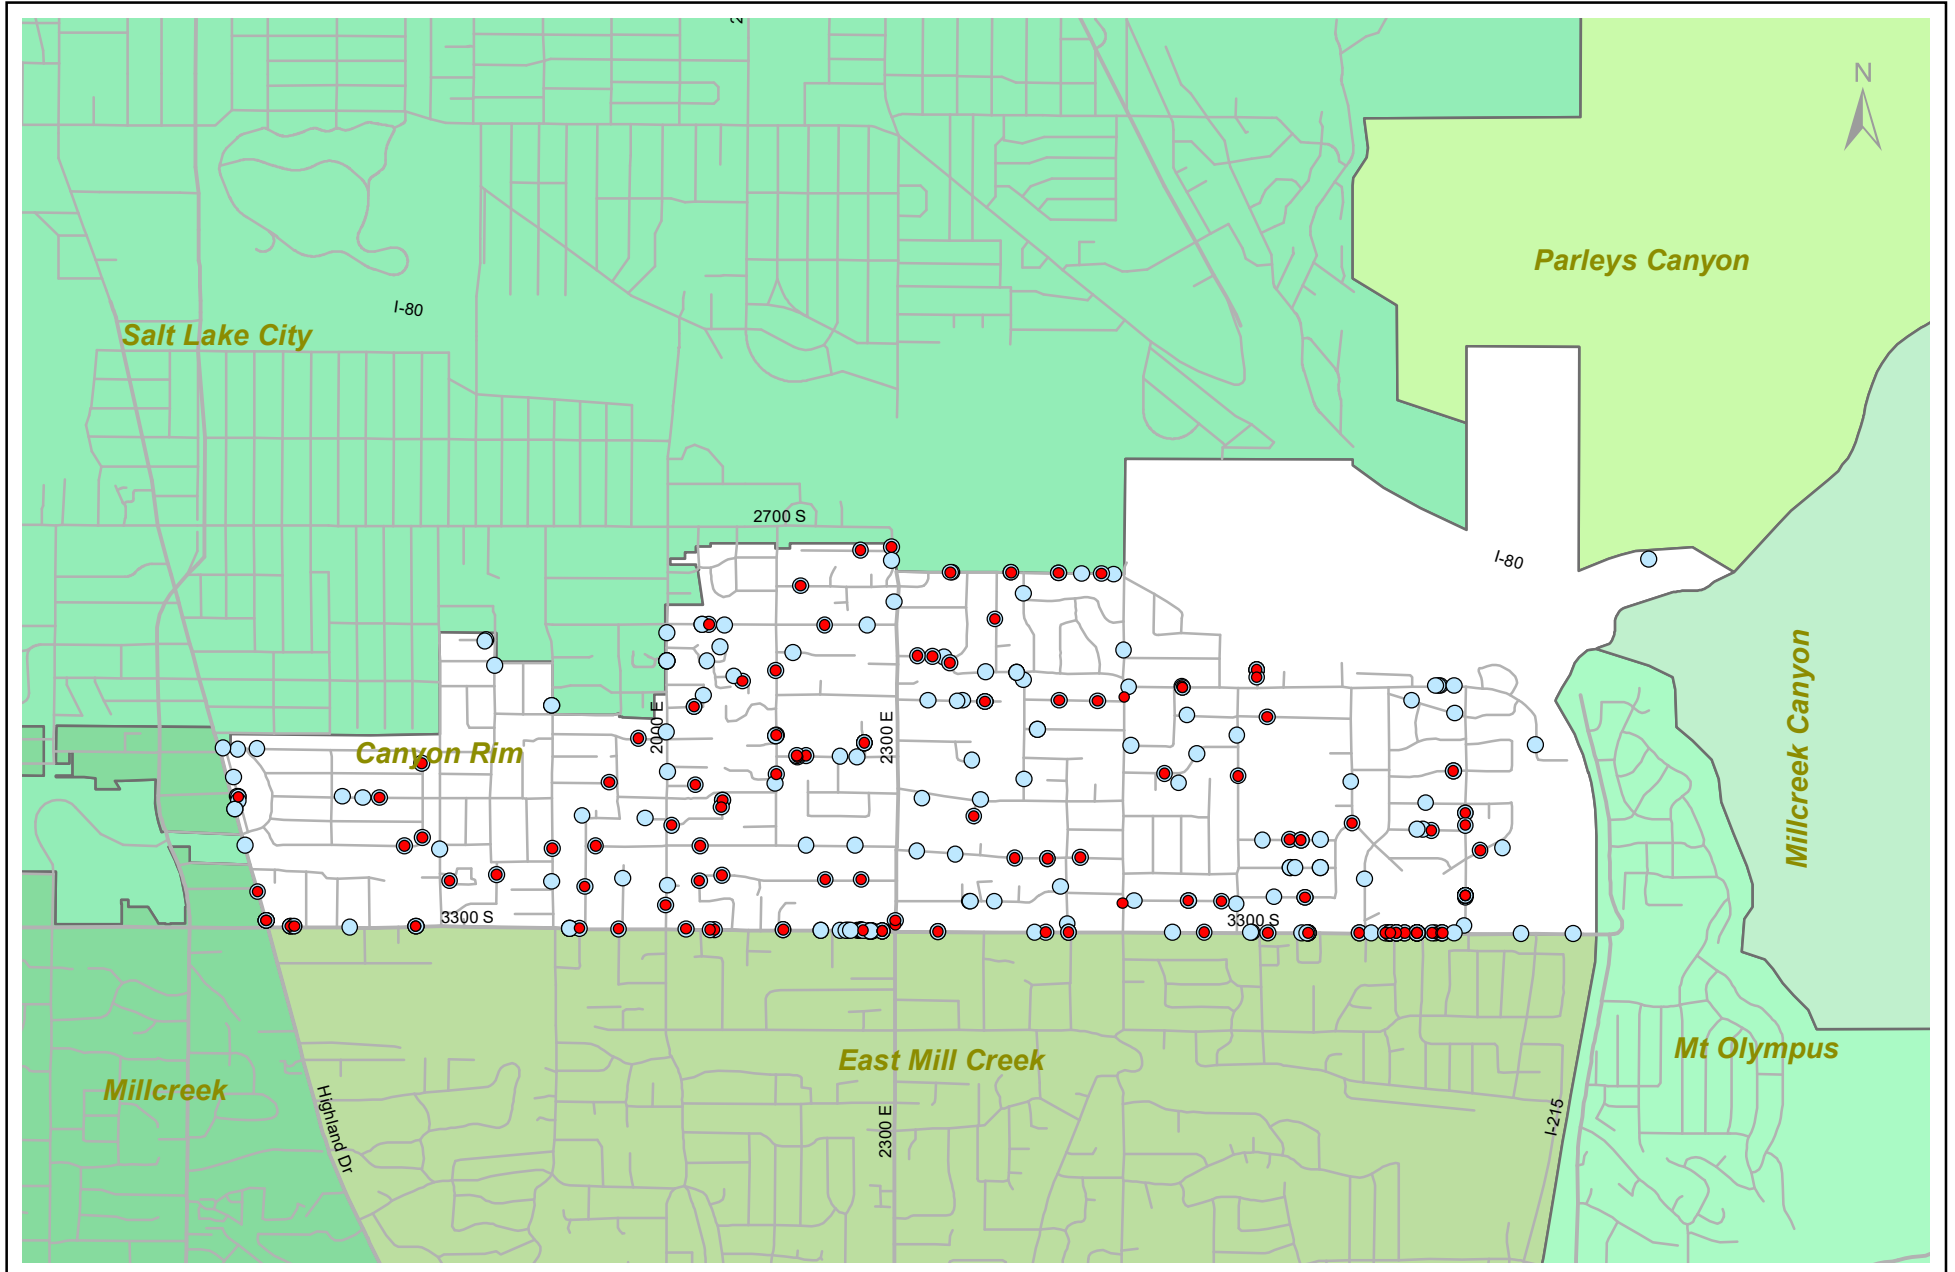 N
Parleys Canyon
I-80
Salt Lake City
2700 S
I-80
2000 E
2300 E
Canyon Rim
Millcreek Canyon
3300 S
3300 S
East Mill Creek
Mt Olympus
Millcreek
Highland Dr
2300 E
I-215